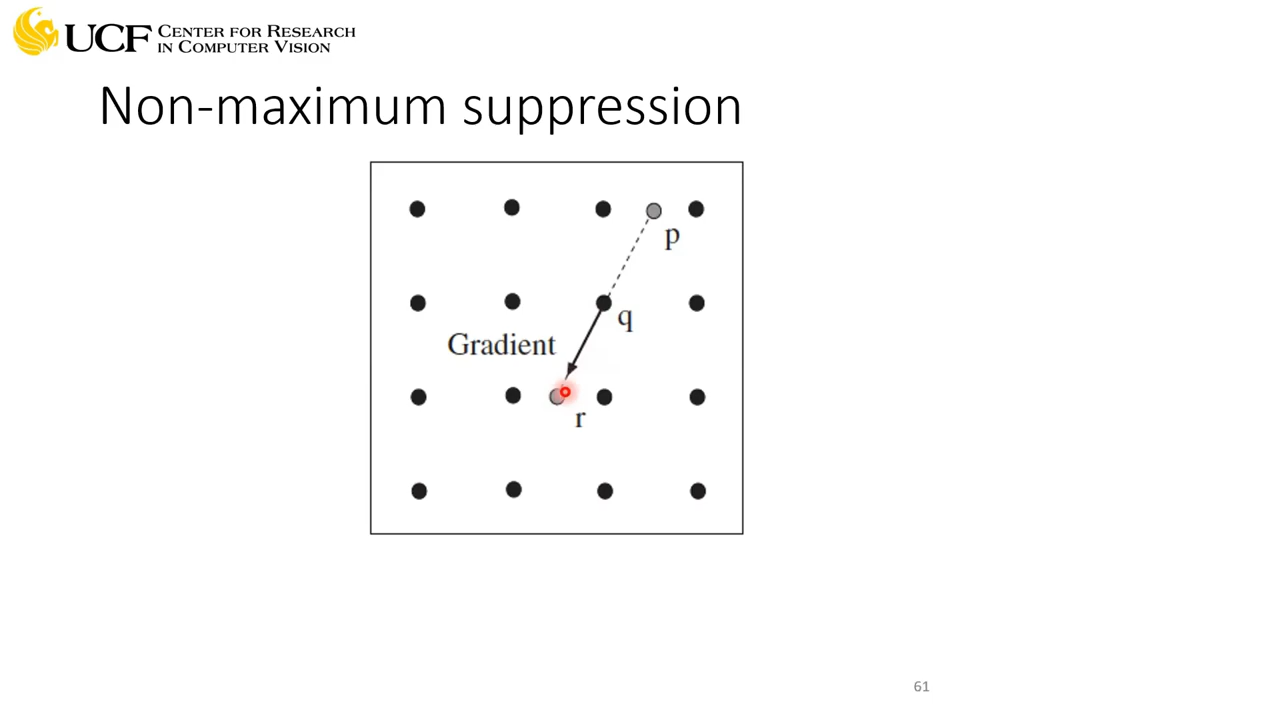 UCF CENTER FOR RESEARCH
IN COMPUTER VISION
Non-maximum suppression
p
q
Gradient
r
61